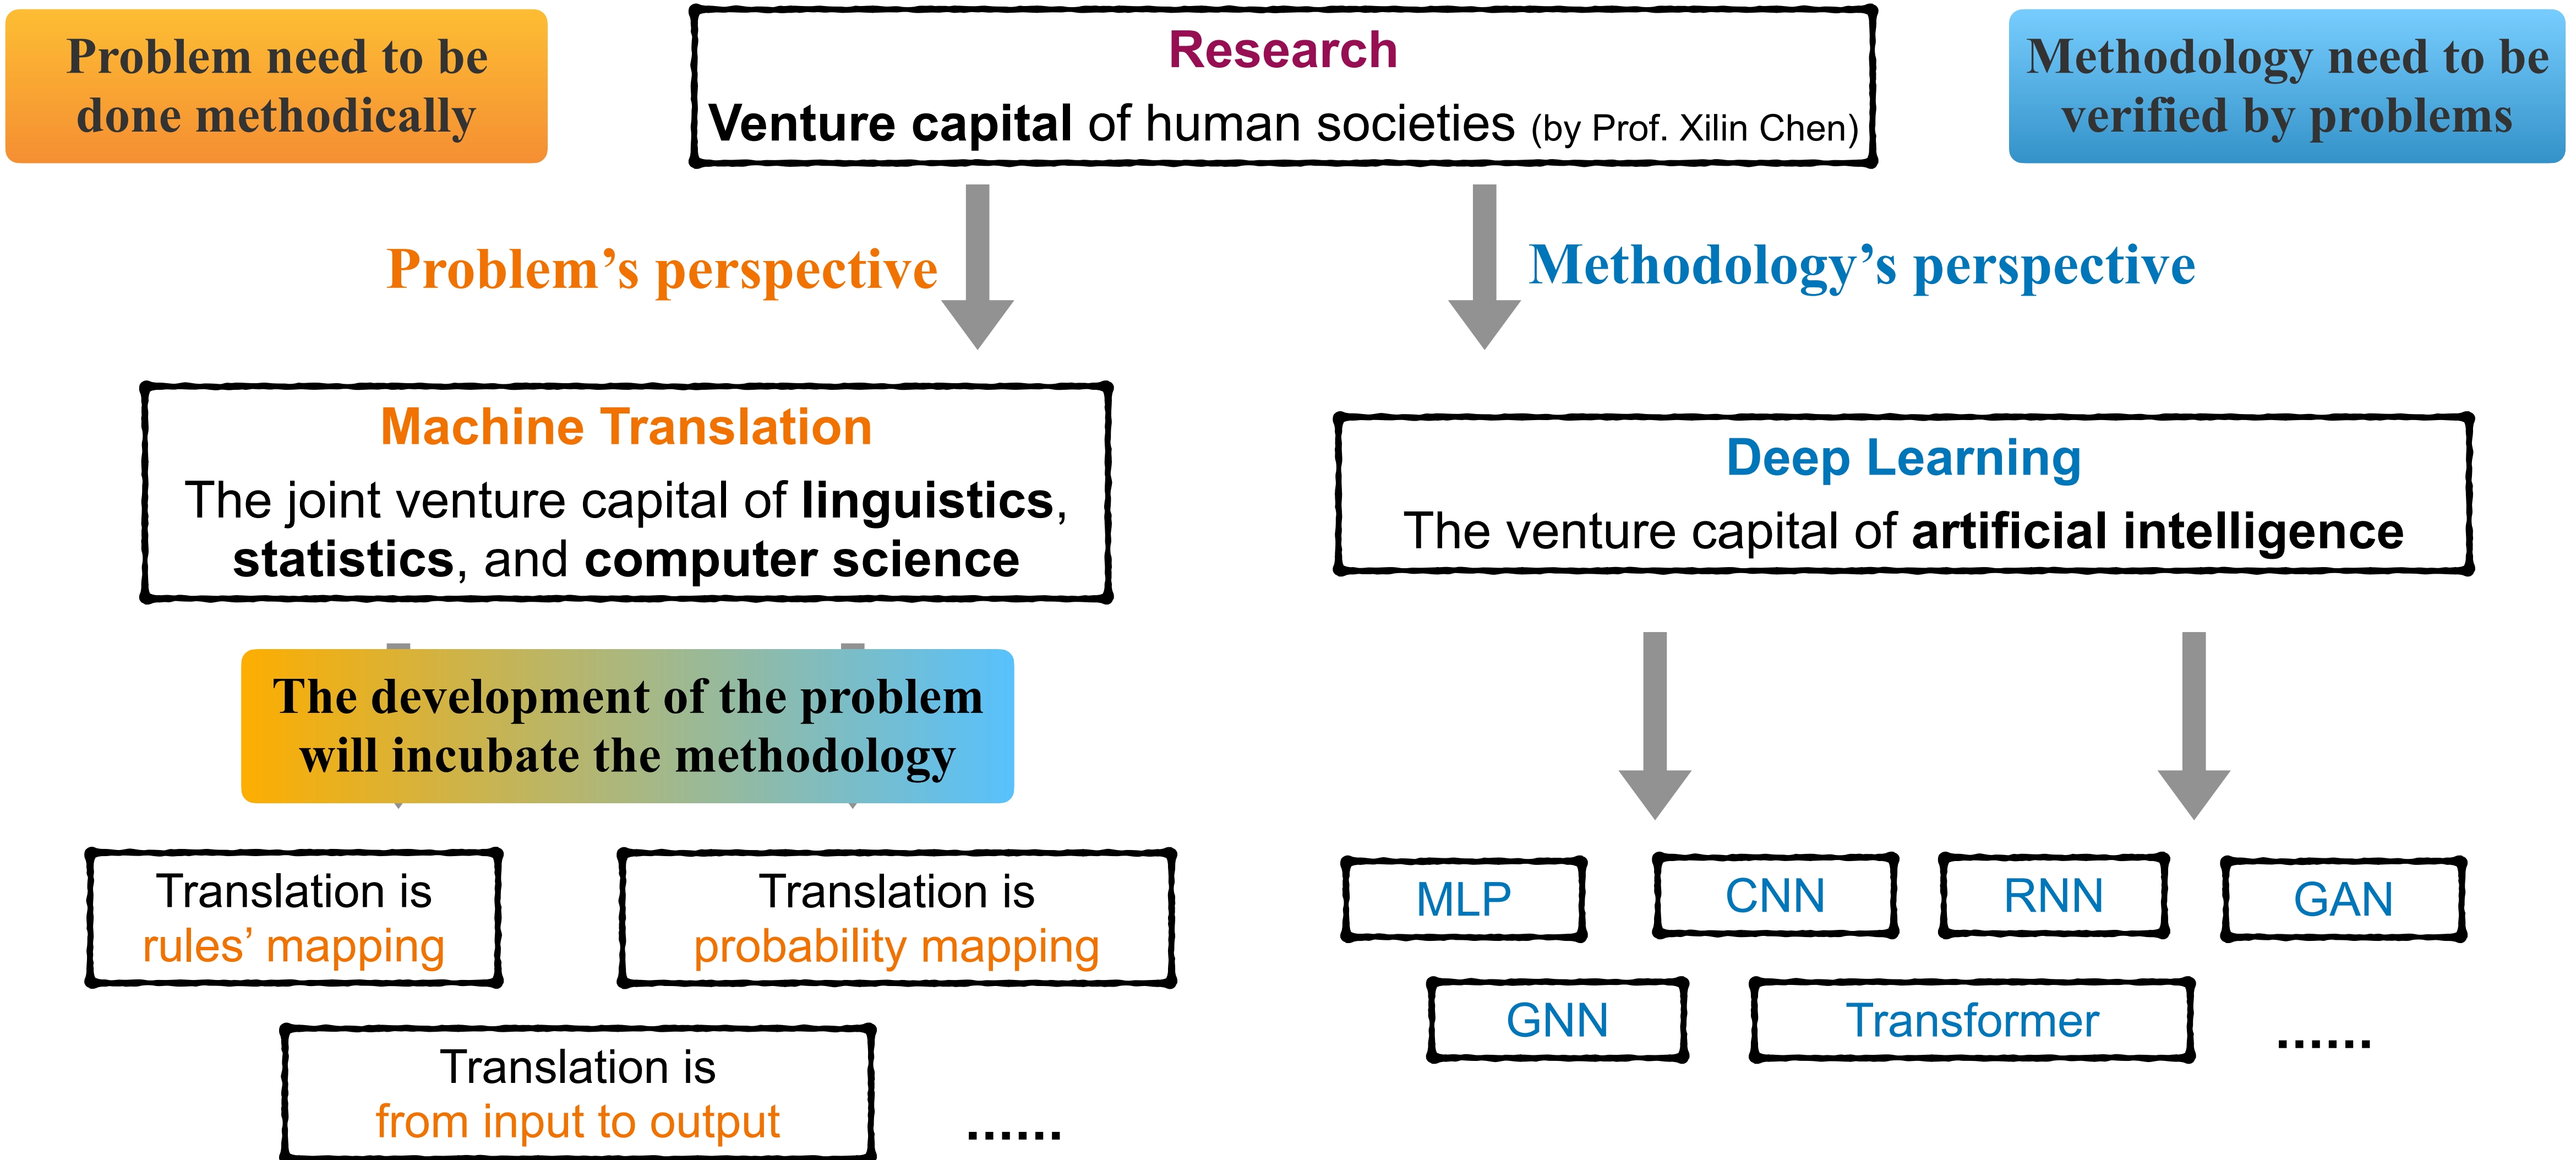 Problem need to be
done methodically
Research
Venture capital of human societies (by Prof. Xilin Chen)
Methodology need to be
verified by problems
Problem’s perspective
Methodology’s perspective
Machine Translation
The joint venture capital of linguistics,
statistics, and computer science
Deep Learning
The venture capital of artificial intelligence
The development of the problem
will incubate the methodology
Translation is
rules’ mapping
Translation is
probability mapping
Translation is
from input to output
......
MLP
CNN
RNN
GAN
GNN
Transformer
......